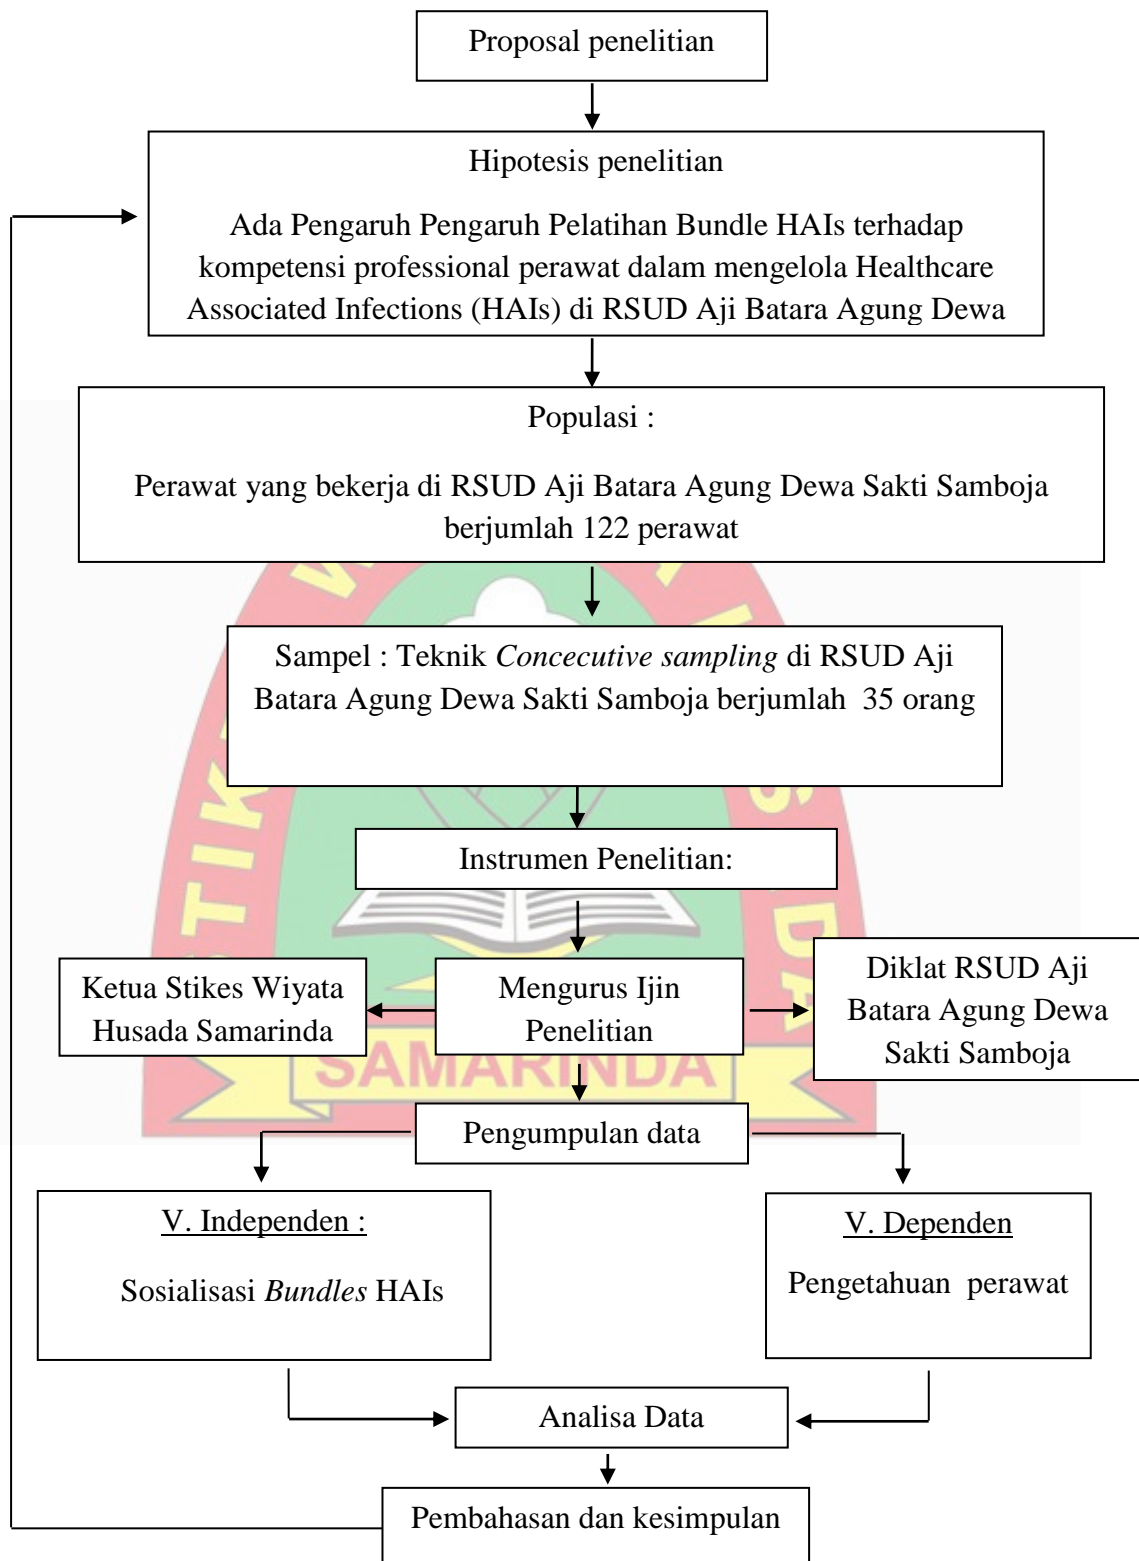 Proposal penelitian
Hipotesis penelitian
Ada Pengaruh Pengaruh Pelatihan Bundle HAIs terhadap
kompetensi professional perawat dalam mengelola Healthcare
Associated Infections (HAIs) di RSUD Aji Batara Agung Dewa
Populasi :
Perawat yang bekerja di RSUD Aji Batara Agung Dewa Sakti Samboja
berjumlah 122 perawat
Sampel : Teknik Concecutive sampling di RSUD Aji
Batara Agung Dewa Sakti Samboja berjumlah 35 orang
Instrumen Penelitian:
Ketua Stikes Wiyata
Husada Samarinda
Mengurus Ijin
Penelitian
Diklat RSUD Aji
Batara Agung Dewa
Sakti Samboja
SAMARINDA
Pengumpulan data
V. Independen :
Sosialisasi Bundles HAIs
V. Dependen
Pengetahuan perawat
Analisa Data
Pembahasan dan kesimpulan